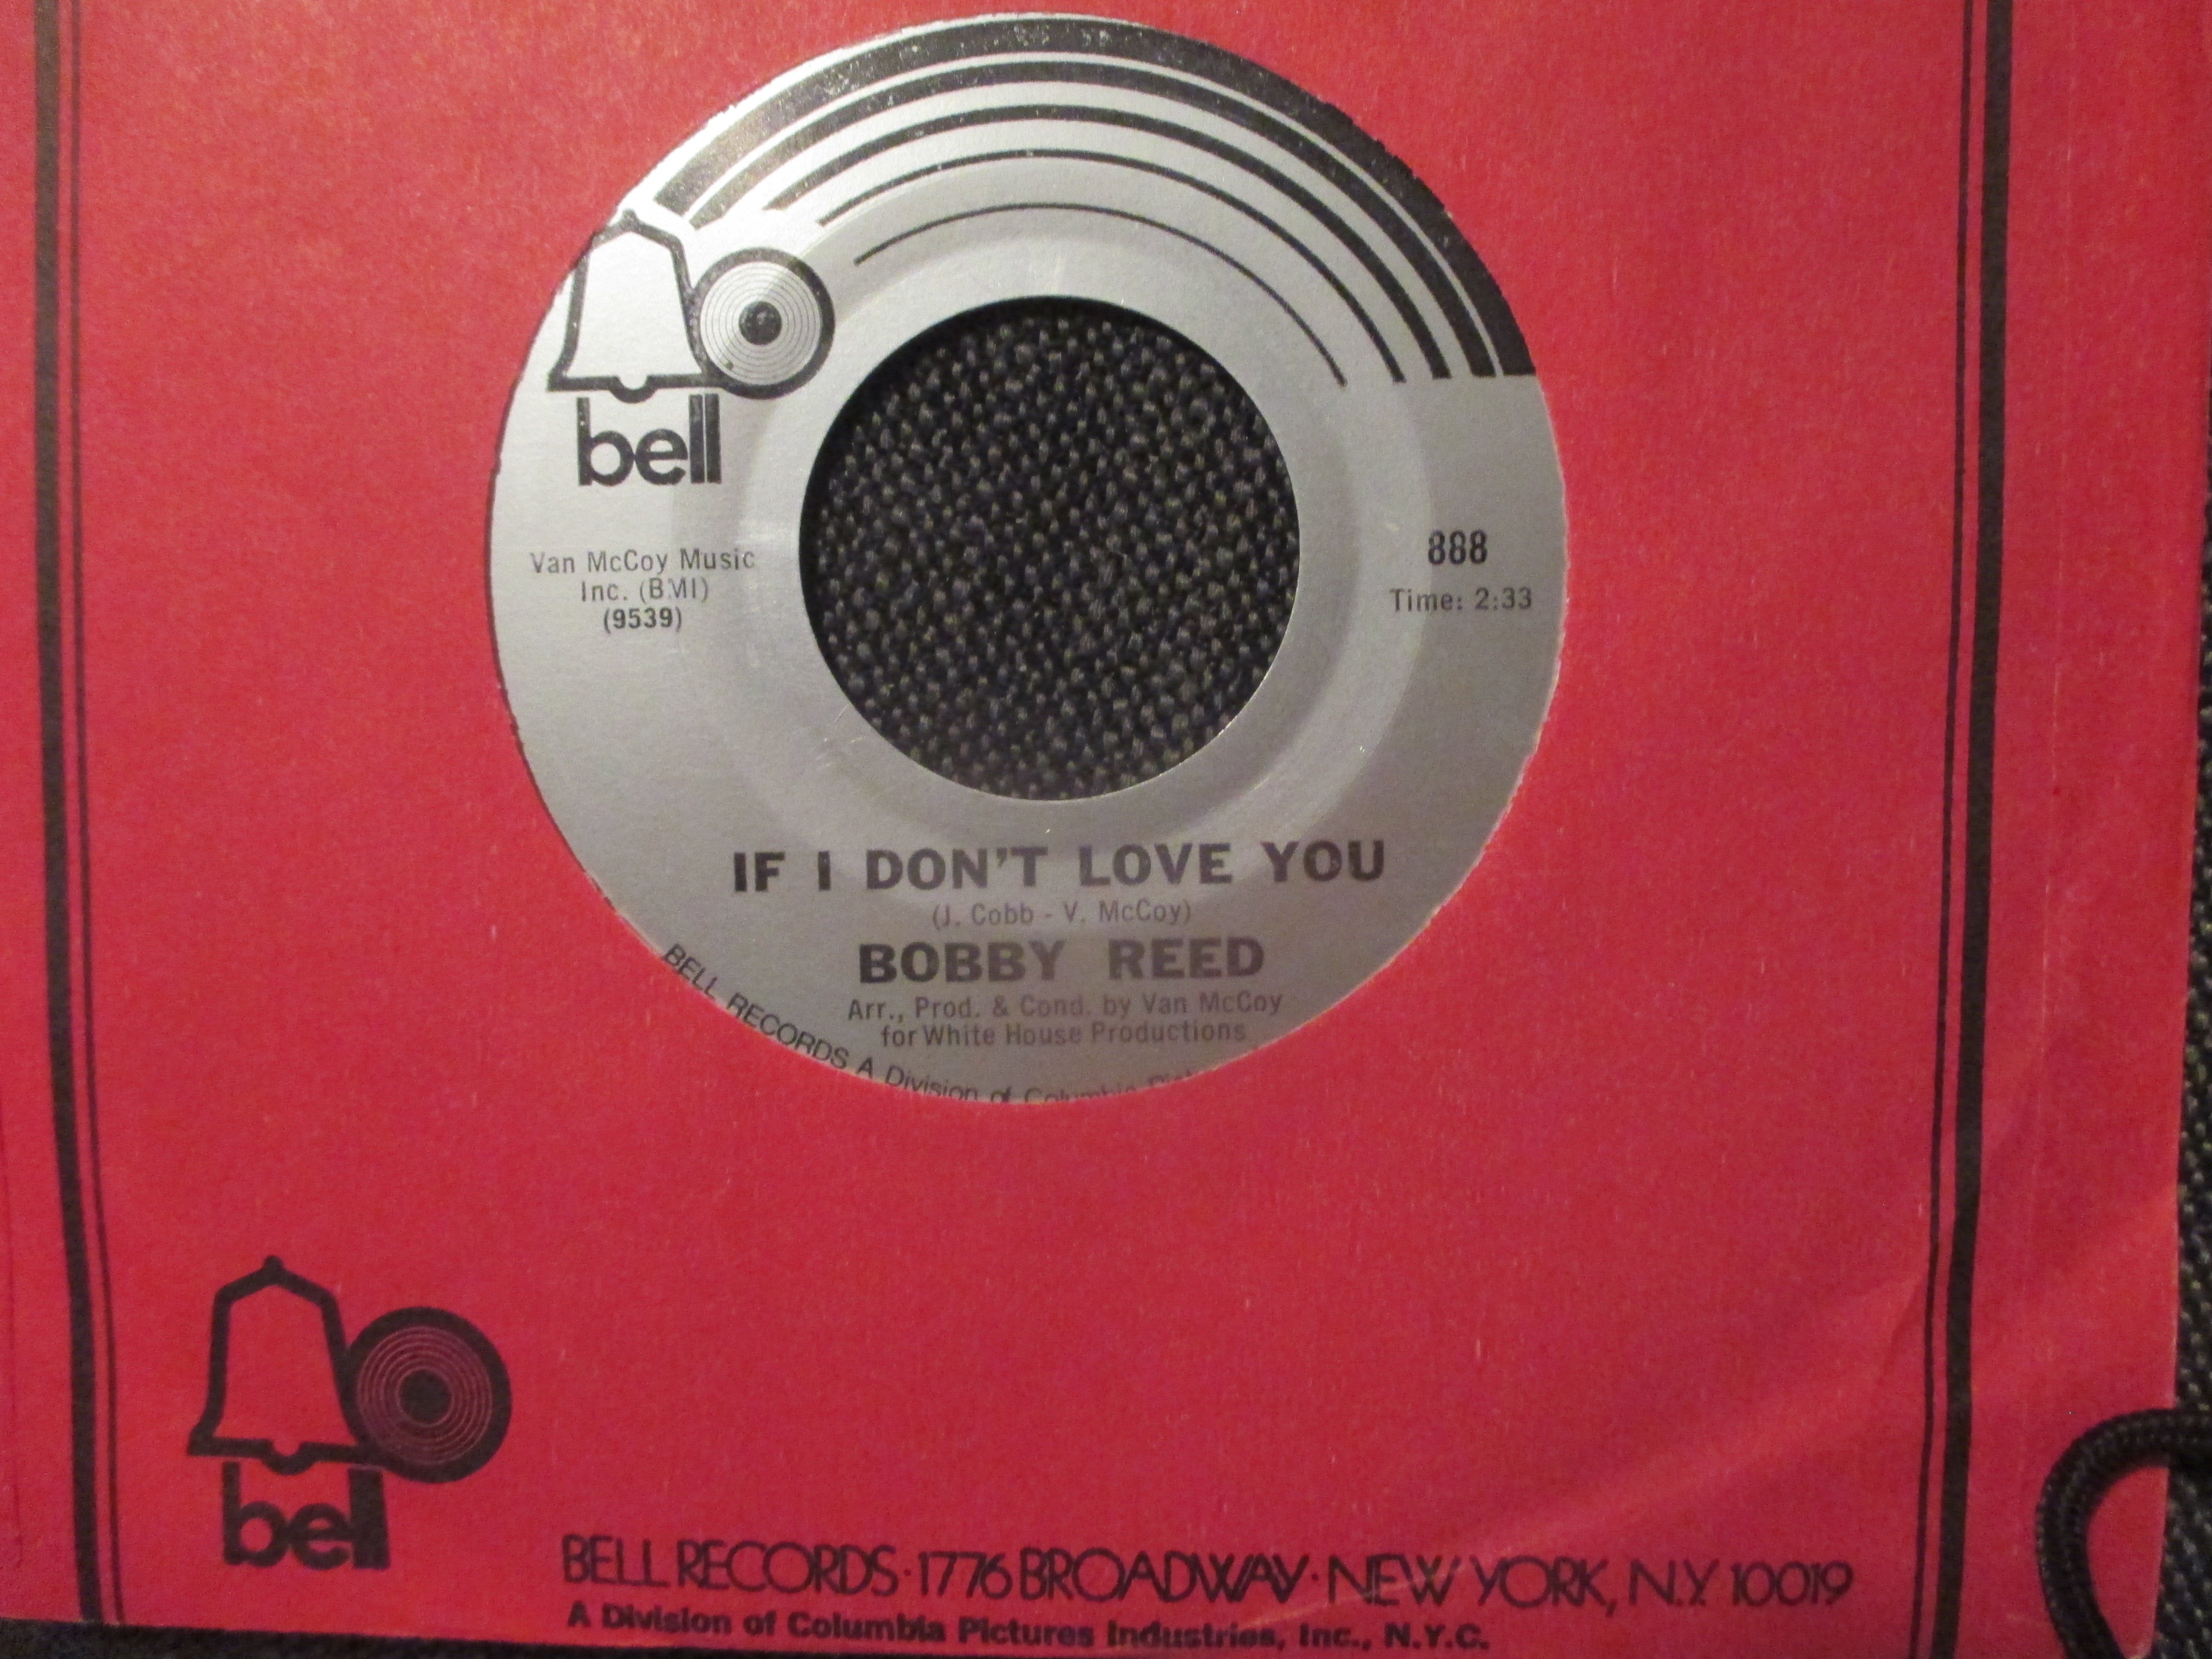 bell
Van McCoy Music
Inc. (BMI)
(9539)
888
Time: 2:33
IF I DON'T LOVE YOU
(J. Cobb - V. McCoy)
BOBBY REED
Arr., Prod. & Cond. by Van McCoy
for White House Productions
BELL RECORDS A Division of Columbia
bell
BELL RECORDS · 1776 BROADWAY · NEW YORK, N.Y. 10019
A Division of Columbia Pictures Industries, Inc., N.Y.C.